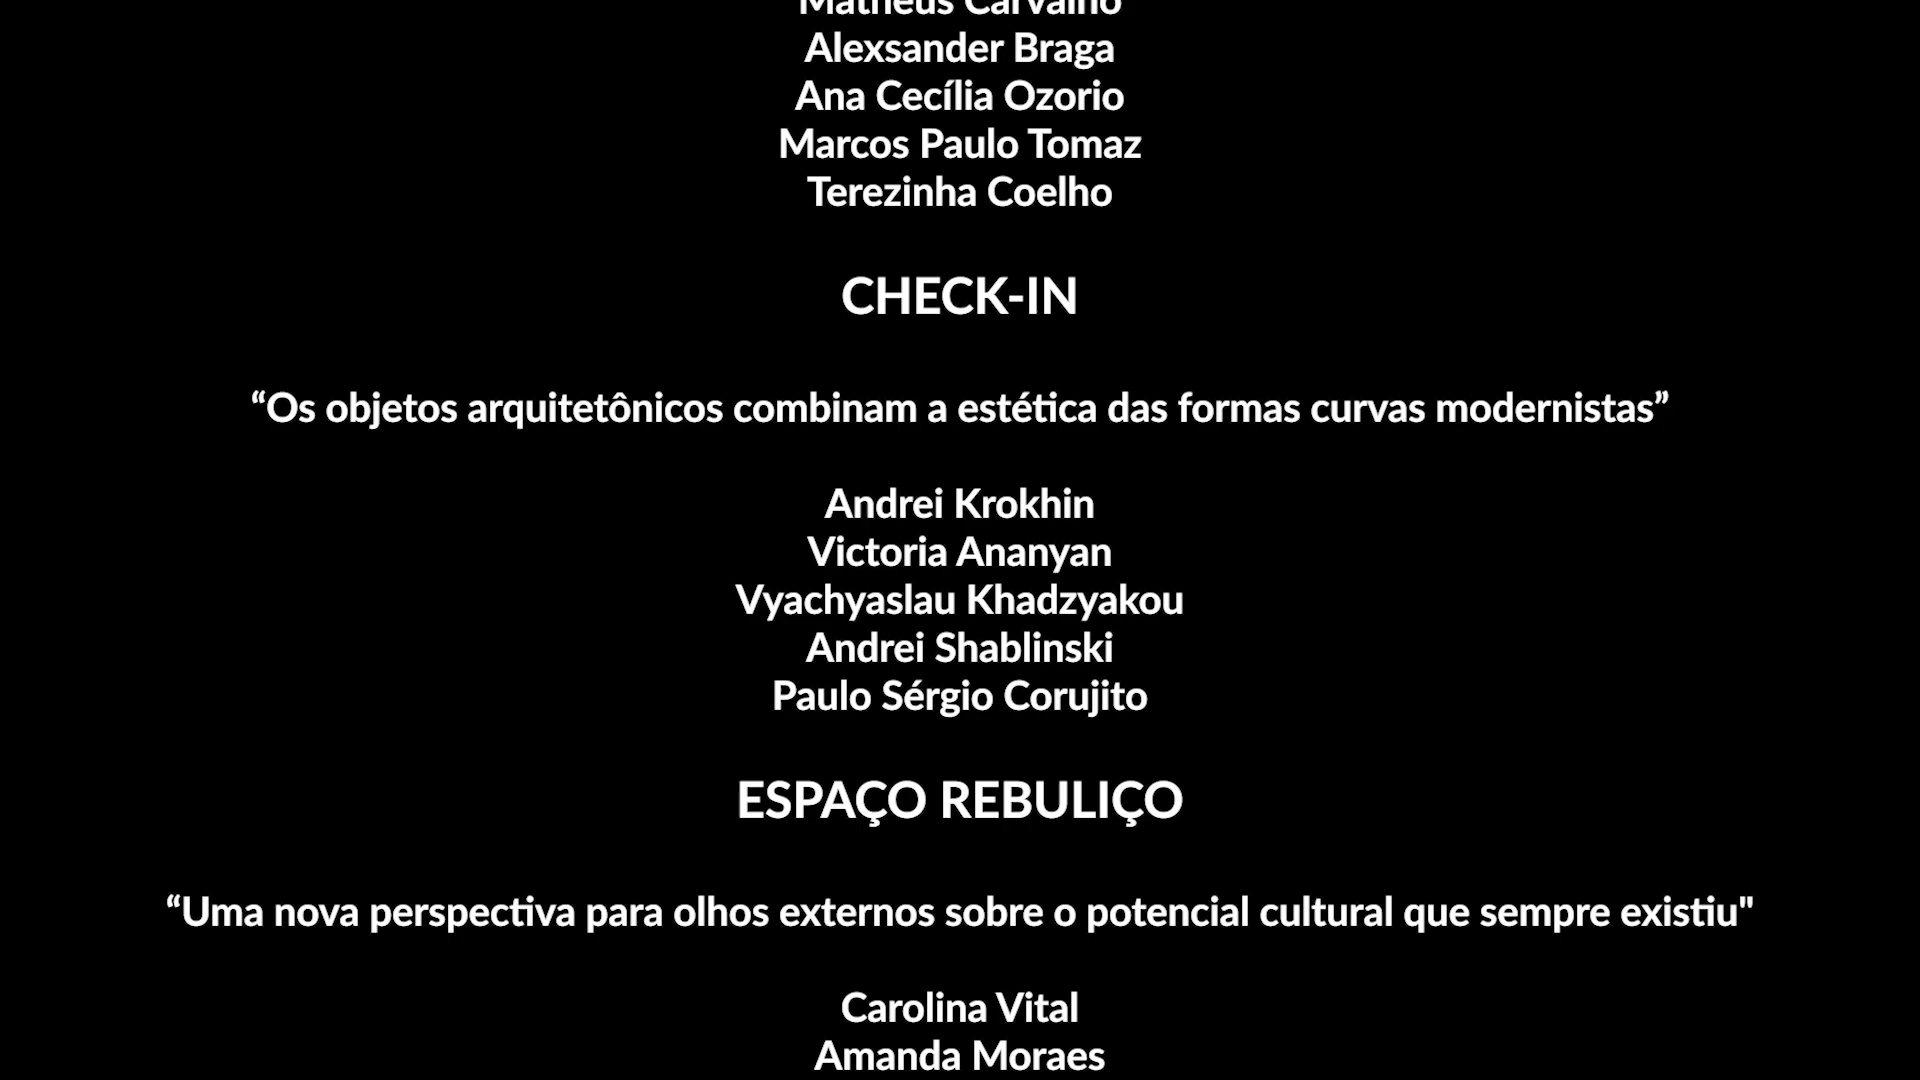 Matheus Carvalho
Alexsander Braga
Ana Cecília Ozorio
Marcos Paulo Tomaz
Terezinha Coelho
CHECK-IN
“Os objetos arquitetônicos combinam a estética das formas curvas modernistas”
Andrei Krokhin
Victoria Ananyan
Vyachyaslau Khadzyakou
Andrei Shablinski
Paulo Sérgio Corujito
ESPAÇO REBULIÇO
“Uma nova perspectiva para olhos externos sobre o potencial cultural que sempre existiu"
Carolina Vital
Amanda Moraes